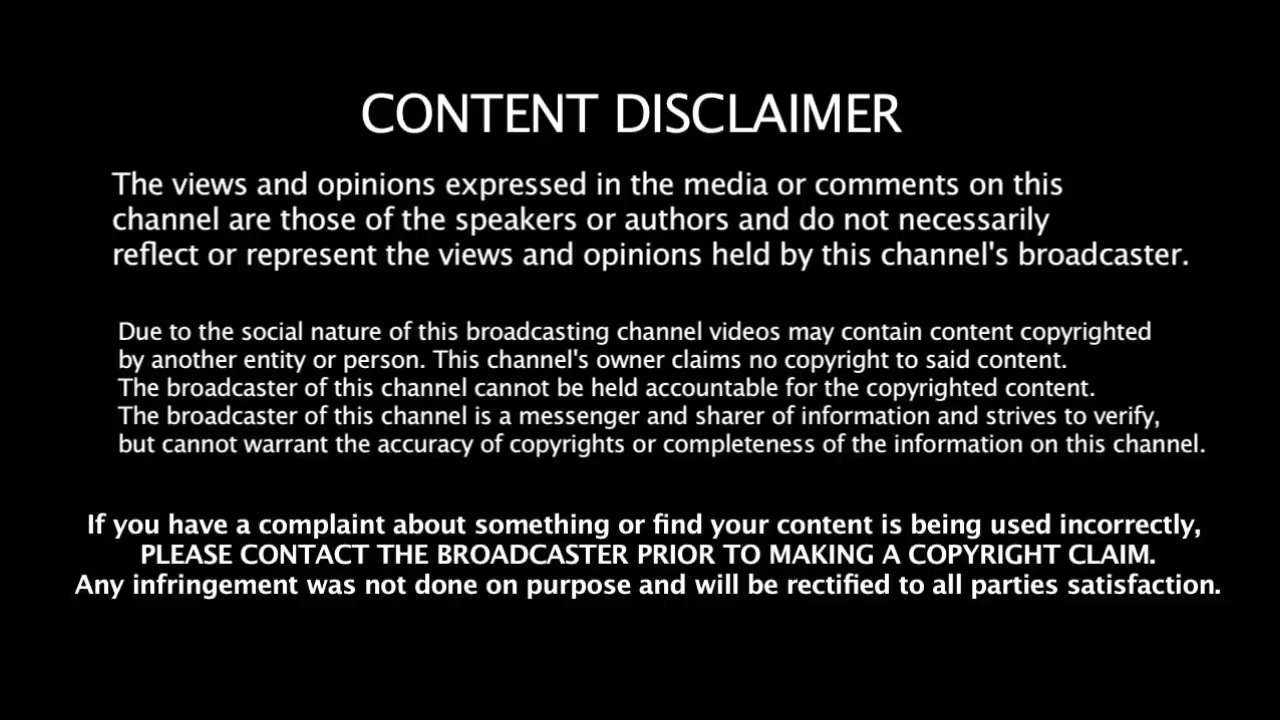 CONTENT DISCLAIMER
The views and opinions expressed in the media or comments on this
channel are those of the speakers or authors and do not necessarily
reflect or represent the views and opinions held by this channel's broadcaster.
Due to the social nature of this broadcasting channel videos may contain content copyrighted
by another entity or person. This channel's owner claims no copyright to said content.
The broadcaster of this channel cannot be held accountable for the copyrighted content.
The broadcaster of this channel is a messenger and sharer of information and strives to verify,
but cannot warrant the accuracy of copyrights or completeness of the information on this channel.
If you have a complaint about something or find your content is being used incorrectly,
PLEASE CONTACT THE BROADCASTER PRIOR TO MAKING A COPYRIGHT CLAIM.
Any infringement was not done on purpose and will be rectified to all parties satisfaction.